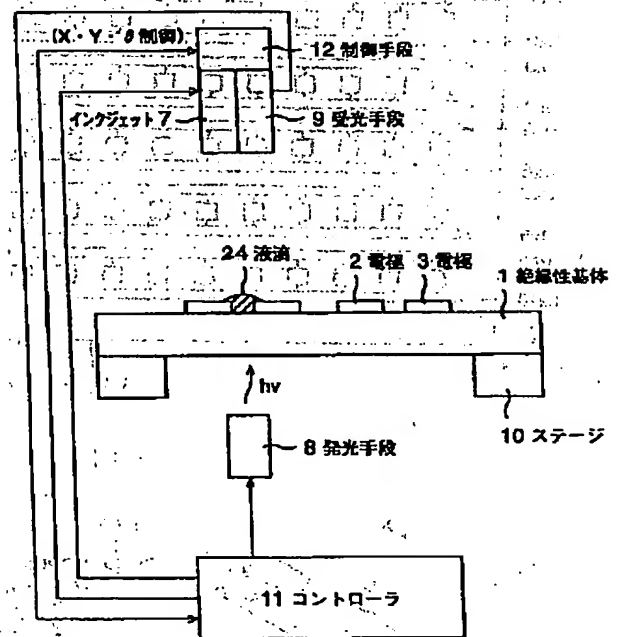 (X・Y・θ制御)
12 制御手段
インクジェット 7
9 受光手段
24 液滴
2 電極
3 電極
1 絶縁性基体
hν
10 ステージ
8 発光手段
11 コントローラ